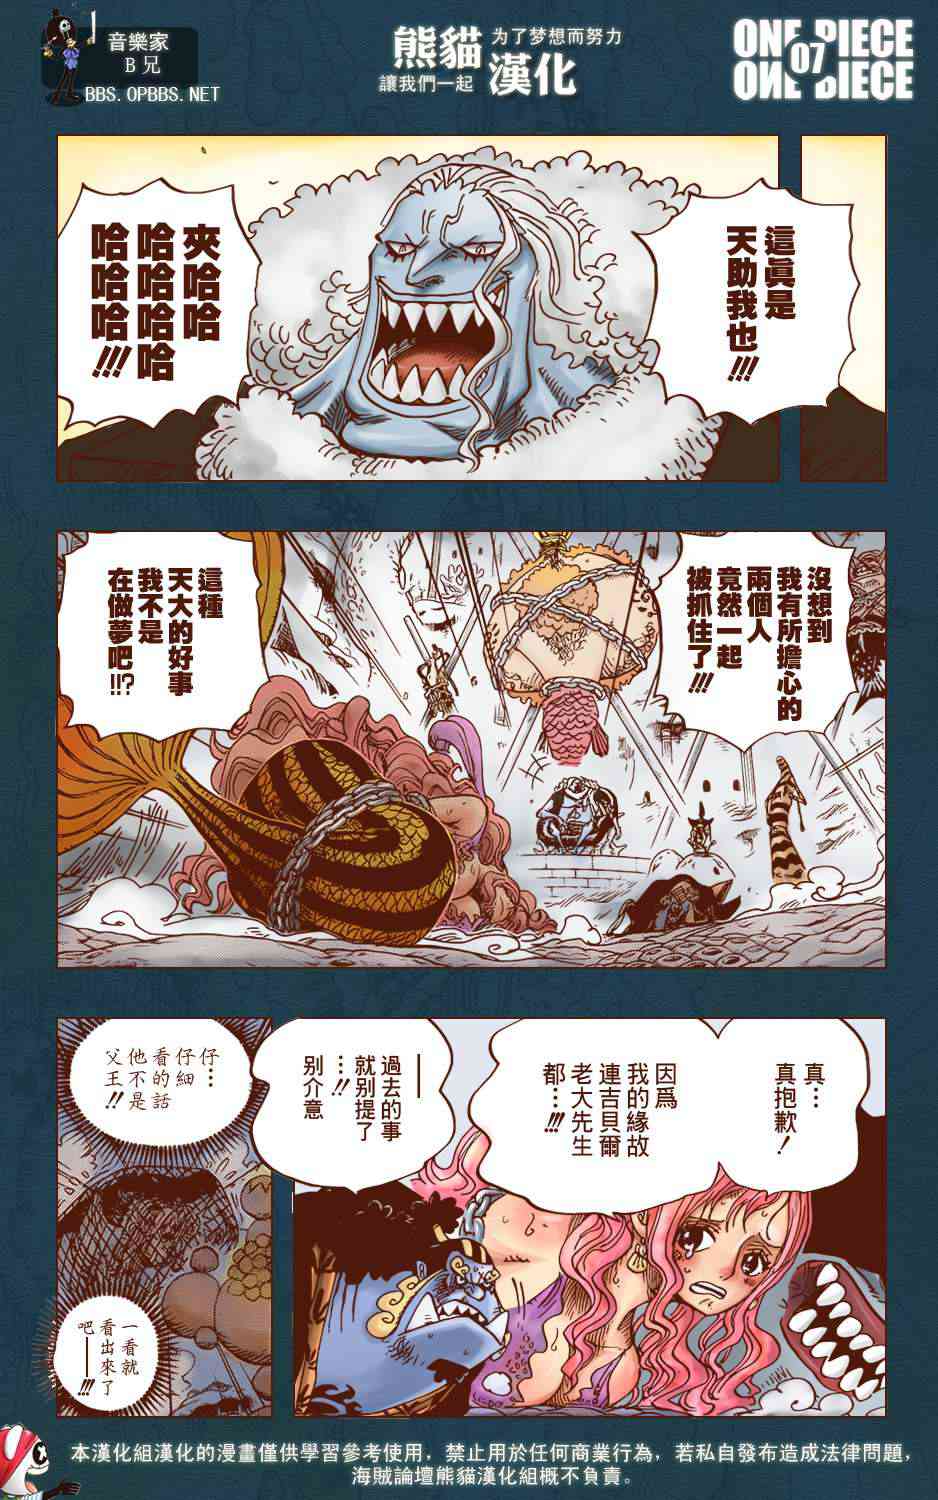 音樂家
B 兄
BBS.OPBBS.NET
熊貓
为了梦想而努力
讓我們一起
漢化
ONE PIECE
07
ONE PIECE
這真是
天助我也!!!
夾哈哈
哈哈哈哈
哈哈哈!!!
沒想到
我有所擔心的
兩個人
竟然一起
被抓住了!!!
這種
天大的好事
我不是
在做夢吧!!?
真…
真抱歉!
因爲
我的緣故
連吉貝爾
老大先生
都…!!!
——
過去的事
就別提了
…!!
別介意
仔…
仔細
看的話
他不是
父王!!
一看就
看出來了
吧——!!!
本漢化組漢化的漫畫僅供學習參考使用，禁止用於任何商業行為，若私自發布造成法律問題，
海賊論壇熊貓漢化組概不負責。